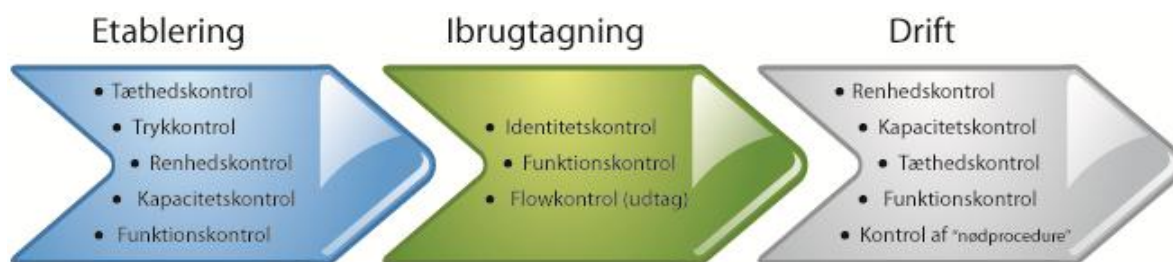 Etablering
• Tæthedskontrol
• Trykkontrol
• Renhedskontrol
• Kapacitetskontrol
• Funktionskontrol
Ibrugtagning
• Identitetskontrol
• Funktionskontrol
• Flowkontrol (udtag)
Drift
• Renhedskontrol
• Kapacitetskontrol
• Tæthedskontrol
• Funktionskontrol
• Kontrol af "nødprocedure"